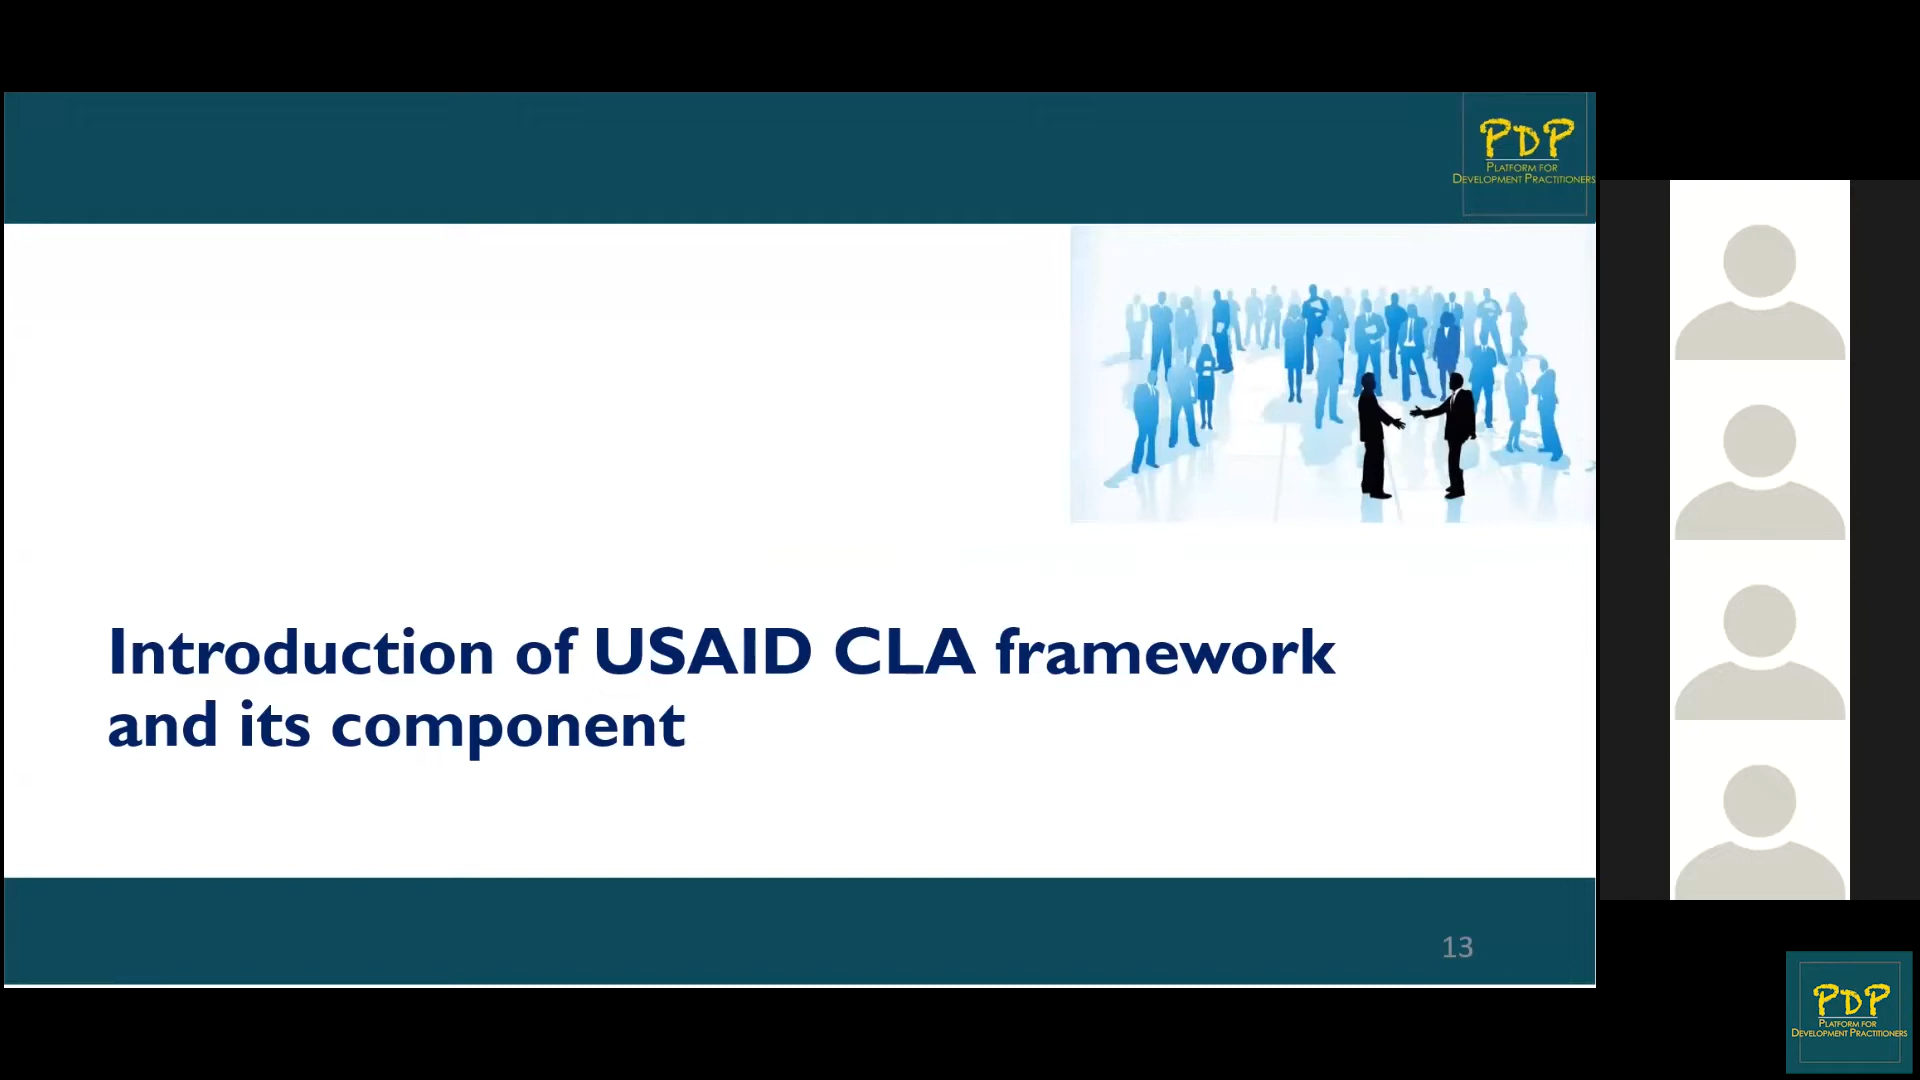 PDP
PLATFORM FOR
DEVELOPMENT PRACTITIONERS
Introduction of USAID CLA framework
and its component
13
PDP
PLATFORM FOR
DEVELOPMENT PRACTITIONERS